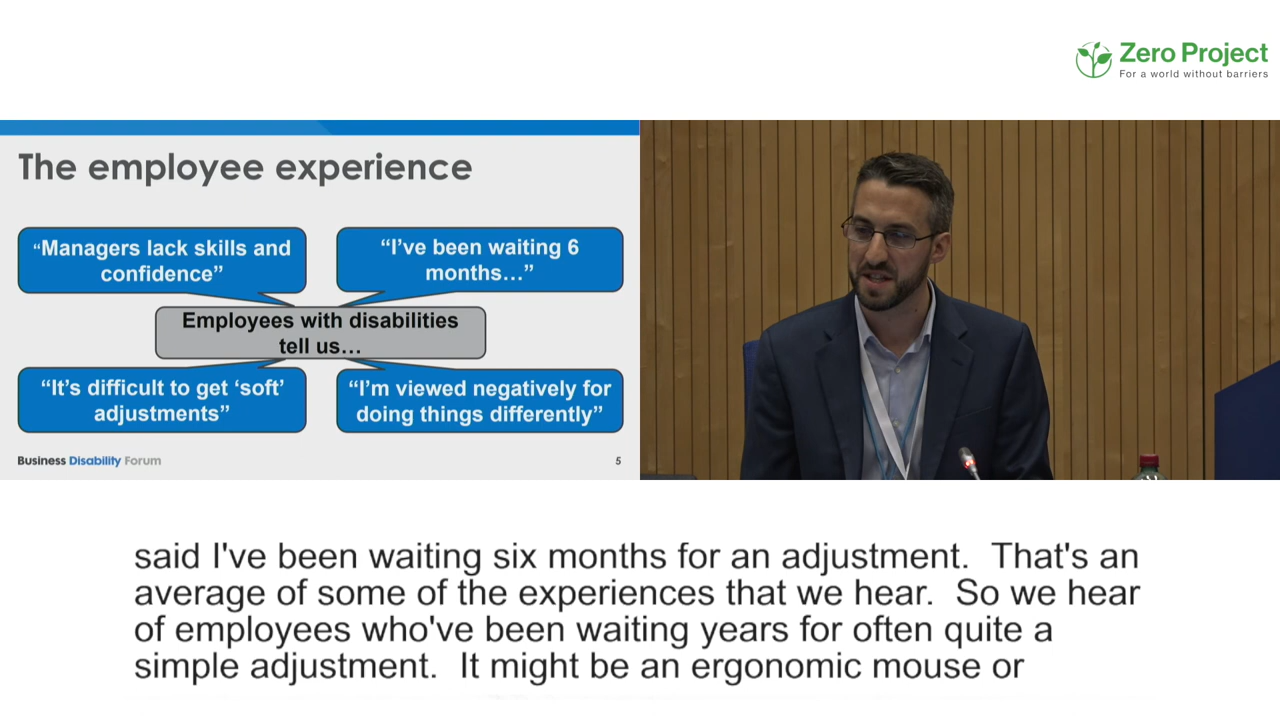 Zero Project
For a world without barriers
The employee experience
“Managers lack skills and
confidence”
“I’ve been waiting 6
months…”
Employees with disabilities
tell us…
“It’s difficult to get ‘soft’
adjustments”
“I’m viewed negatively for
doing things differently”
Business Disability Forum
5
said I've been waiting six months for an adjustment.  That's an
average of some of the experiences that we hear.  So we hear
of employees who've been waiting years for often quite a
simple adjustment.  It might be an ergonomic mouse or